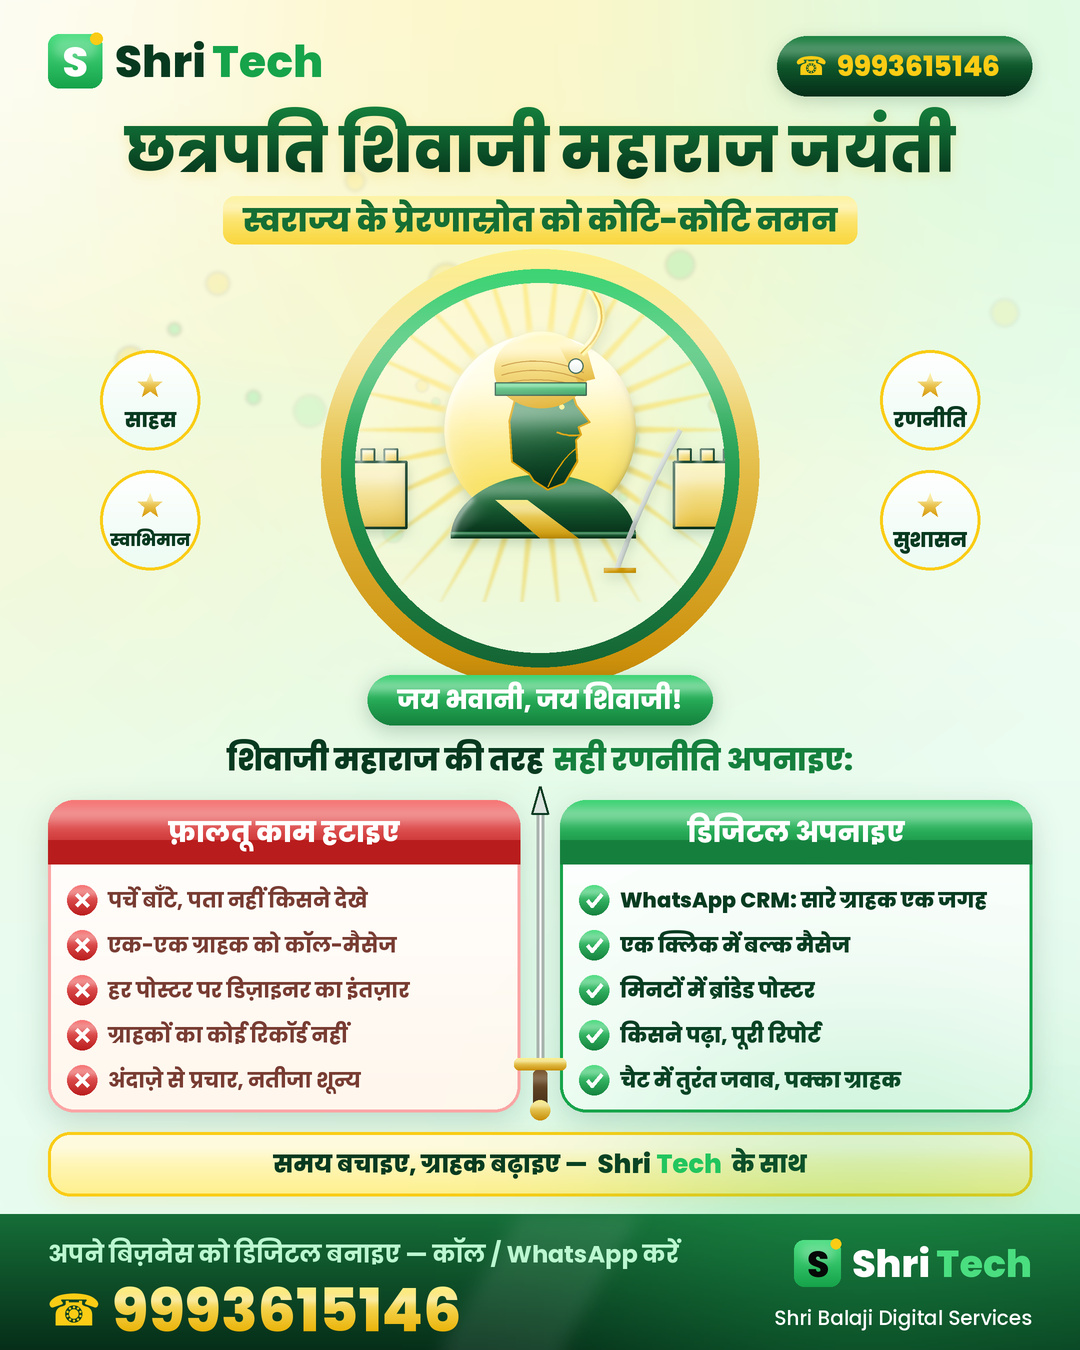 S Shri Tech
☎ 9993615146
छत्रपति शिवाजी महाराज जयंती
स्वराज्य के प्रेरणास्रोत को कोटि-कोटि नमन
साहस
स्वाभिमान
रणनीति
सुशासन
जय भवानी, जय शिवाजी!
शिवाजी महाराज की तरह सही रणनीति अपनाइए:
फ़ालतू काम हटाइए
पर्चे बाँटे, पता नहीं किसने देखे
एक-एक ग्राहक को कॉल-मैसेज
हर पोस्टर पर डिज़ाइनर का इंतज़ार
ग्राहकों का कोई रिकॉर्ड नहीं
अंदाज़े से प्रचार, नतीजा शून्य
डिजिटल अपनाइए
WhatsApp CRM: सारे ग्राहक एक जगह
एक क्लिक में बल्क मैसेज
मिनटों में ब्रांडेड पोस्टर
किसने पढ़ा, पूरी रिपोर्ट
चैट में तुरंत जवाब, पक्का ग्राहक
समय बचाइए, ग्राहक बढ़ाइए — Shri Tech के साथ
अपने बिज़नेस को डिजिटल बनाइए — कॉल / WhatsApp करें
☎ 9993615146
S Shri Tech
Shri Balaji Digital Services